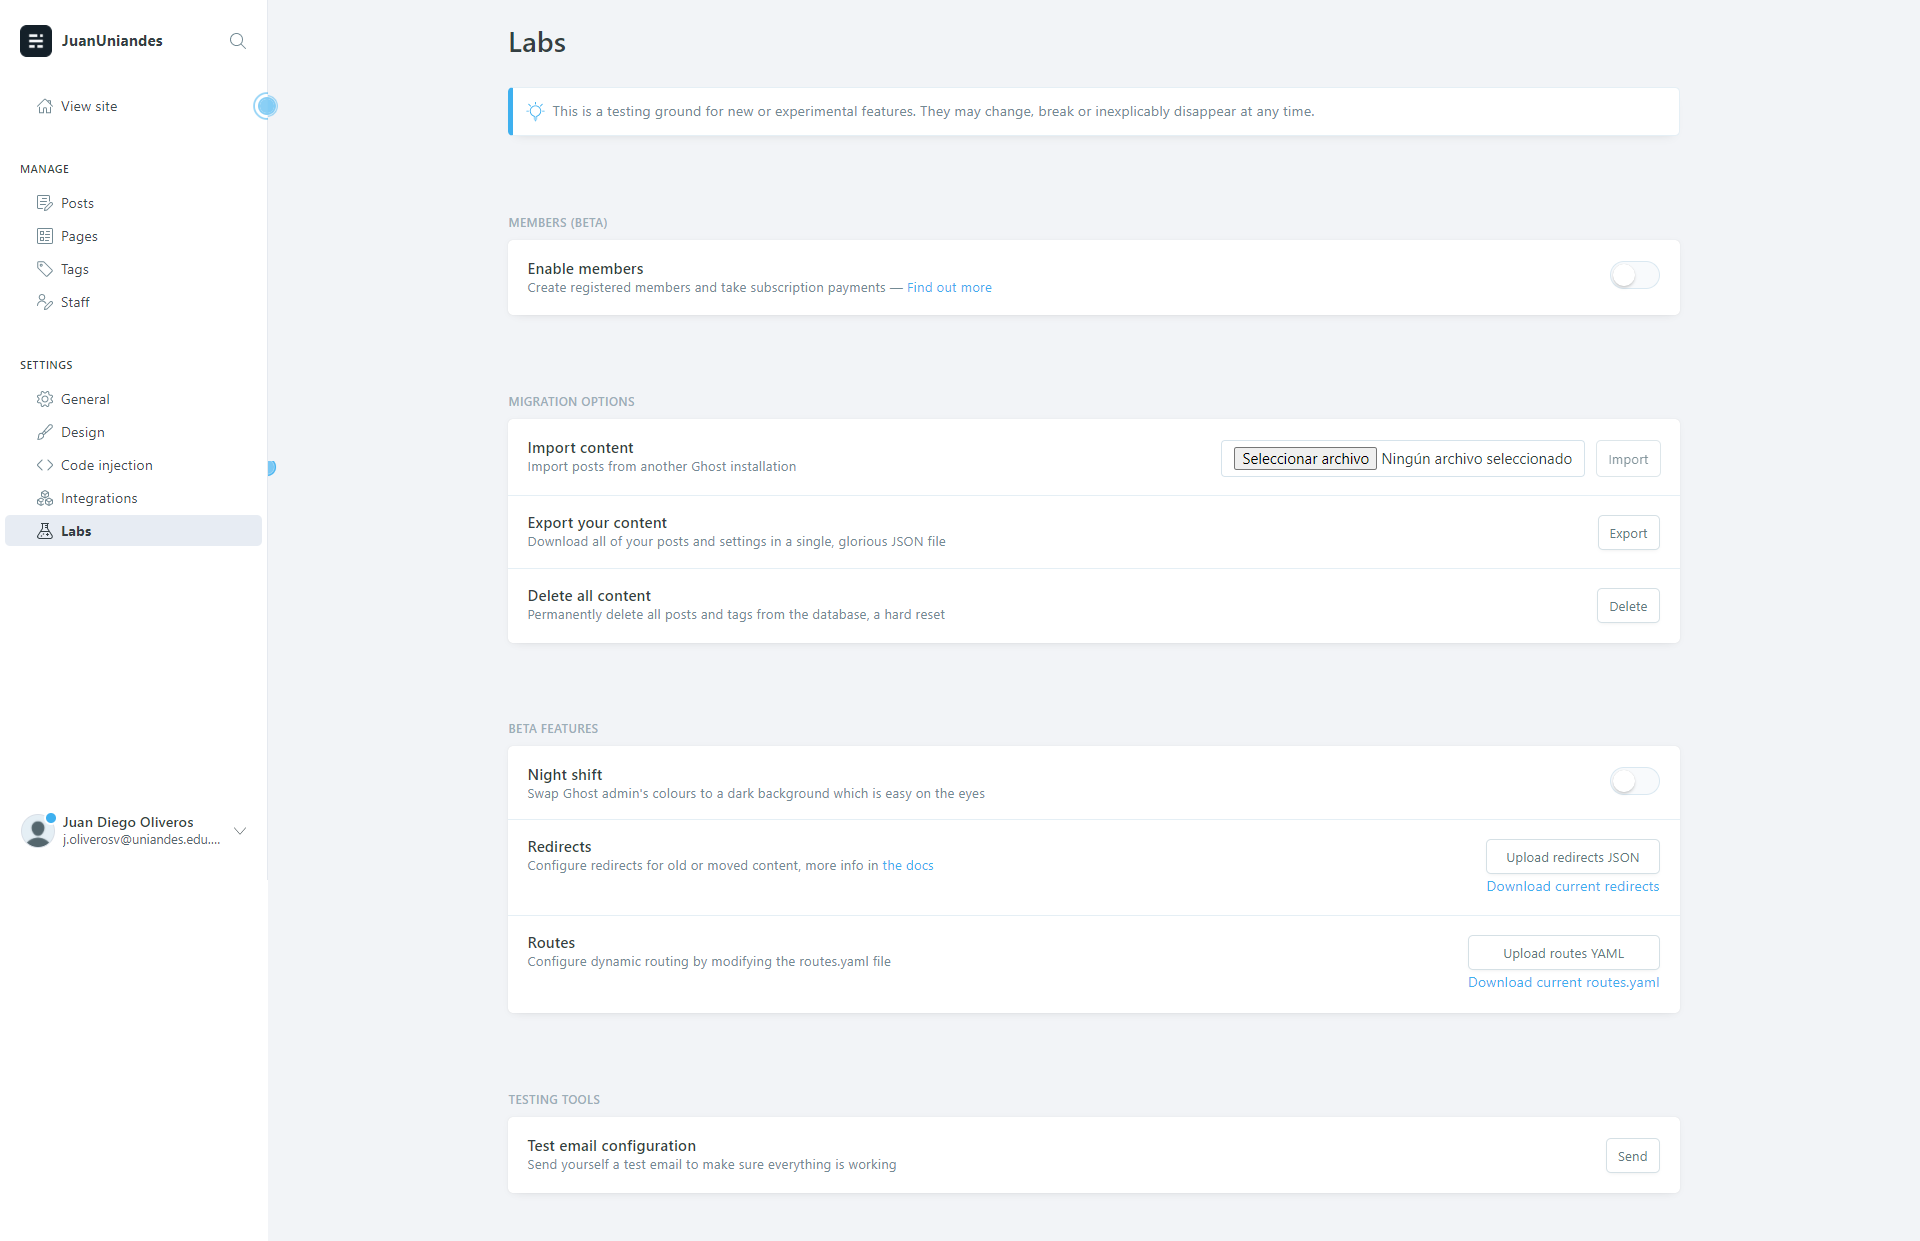 JuanUniandes
View site
MANAGE
Posts
Pages
Tags
Staff
SETTINGS
General
Design
Code injection
Integrations
Labs
Juan Diego Oliveros
j.oliverosv@uniandes.edu....
Labs
This is a testing ground for new or experimental features. They may change, break or inexplicably disappear at any time.
MEMBERS (BETA)
Enable members
Create registered members and take subscription payments — Find out more
MIGRATION OPTIONS
Import content
Import posts from another Ghost installation
Seleccionar archivo Ningún archivo seleccionado
Import
Export your content
Download all of your posts and settings in a single, glorious JSON file
Export
Delete all content
Permanently delete all posts and tags from the database, a hard reset
Delete
BETA FEATURES
Night shift
Swap Ghost admin's colours to a dark background which is easy on the eyes
Redirects
Configure redirects for old or moved content, more info in the docs
Upload redirects JSON
Download current redirects
Routes
Configure dynamic routing by modifying the routes.yaml file
Upload routes YAML
Download current routes.yaml
TESTING TOOLS
Test email configuration
Send yourself a test email to make sure everything is working
Send